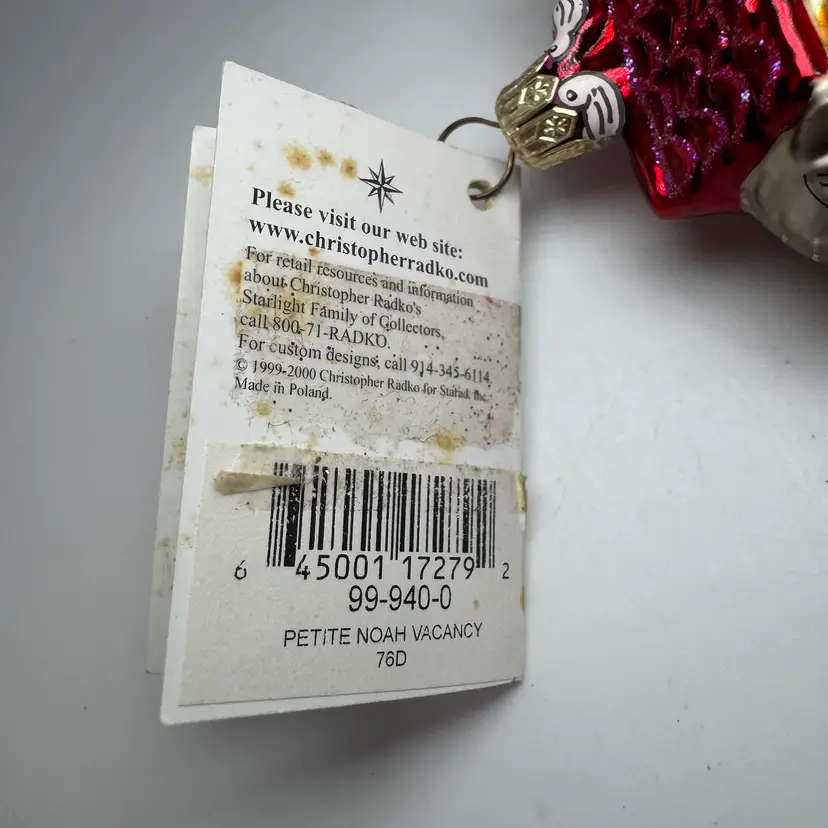 Please visit our web site:
www.christopherradko.com
For retail resources and information
about Christopher Radko's
Starlight Family of Collectors,
call 800-71-RADKO.
For custom designs, call 914-345-6114.
© 1999-2000 Christopher Radko for Starad, Inc.
Made in Poland.
6 45001 17279 2
99-940-0
PETITE NOAH VACANCY
76D